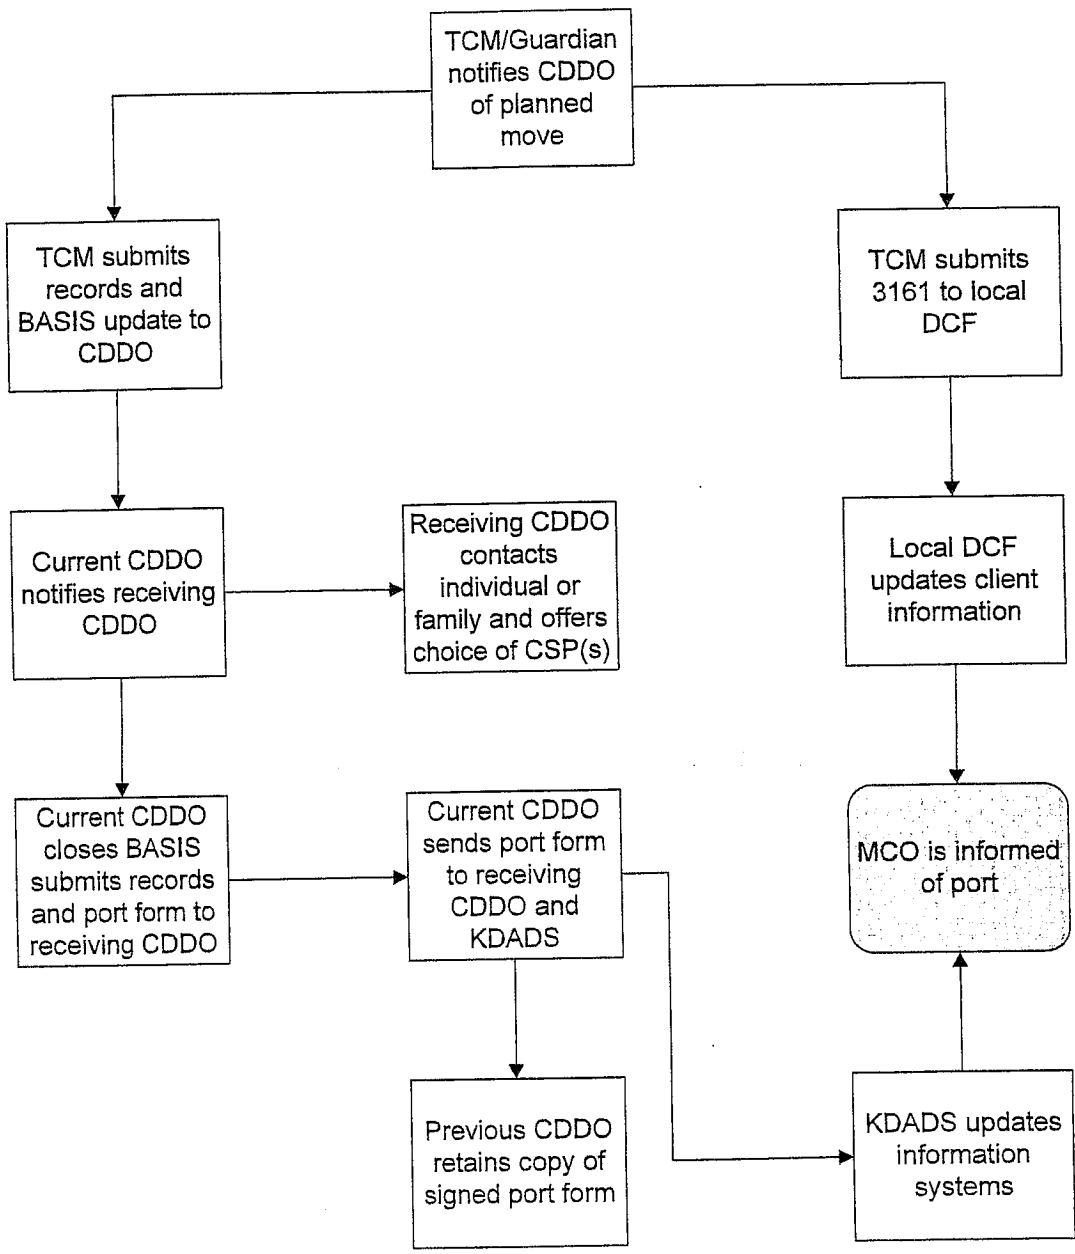 TCM/Guardian
notifies CDDO
of planned
move
TCM submits
records and
BASIS update to
CDDO
TCM submits
3161 to local
DCF
Current CDDO
notifies receiving
CDDO
Receiving CDDO
contacts
individual or
family and offers
choice of CSP(s)
Local DCF
updates client
information
Current CDDO
closes BASIS
submits records
and port form to
receiving CDDO
Current CDDO
sends port form
to receiving
CDDO and
KDADS
MCO is informed
of port
Previous CDDO
retains copy of
signed port form
KDADS updates
information
systems